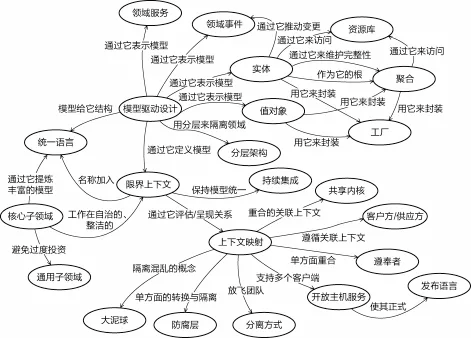 领域服务
领域事件
通过它推动变更
资源库
通过它来访问
通过它表示模型
通过它表示模型
通过它来维护完整性
通过它来访问
实体
通过它表示模型
作为它的根
聚合
通过它表示模型
用它来封装
用它来封装
用它来封装
模型给它结构
模型驱动设计
值对象
用分层来隔离领域
工厂
统一语言
用它来封装
通过它定义模型
分层架构
通过它提炼
丰富的模型
名称加入
限界上下文
持续集成
保持模型统一
共享内核
核心子领域
工作在自治的、
整洁的
通过它评估/呈现关系
重合的关联上下文
客户方/供应方
避免过度投资
上下文映射
遵循关联上下文
单方面重合
遵奉者
隔离混乱的概念
通用子领域
支持多个客户端
发布语言
单方面的转换与隔离
放飞团队
开放主机服务
使其正式
大泥球
防腐层
分离方式